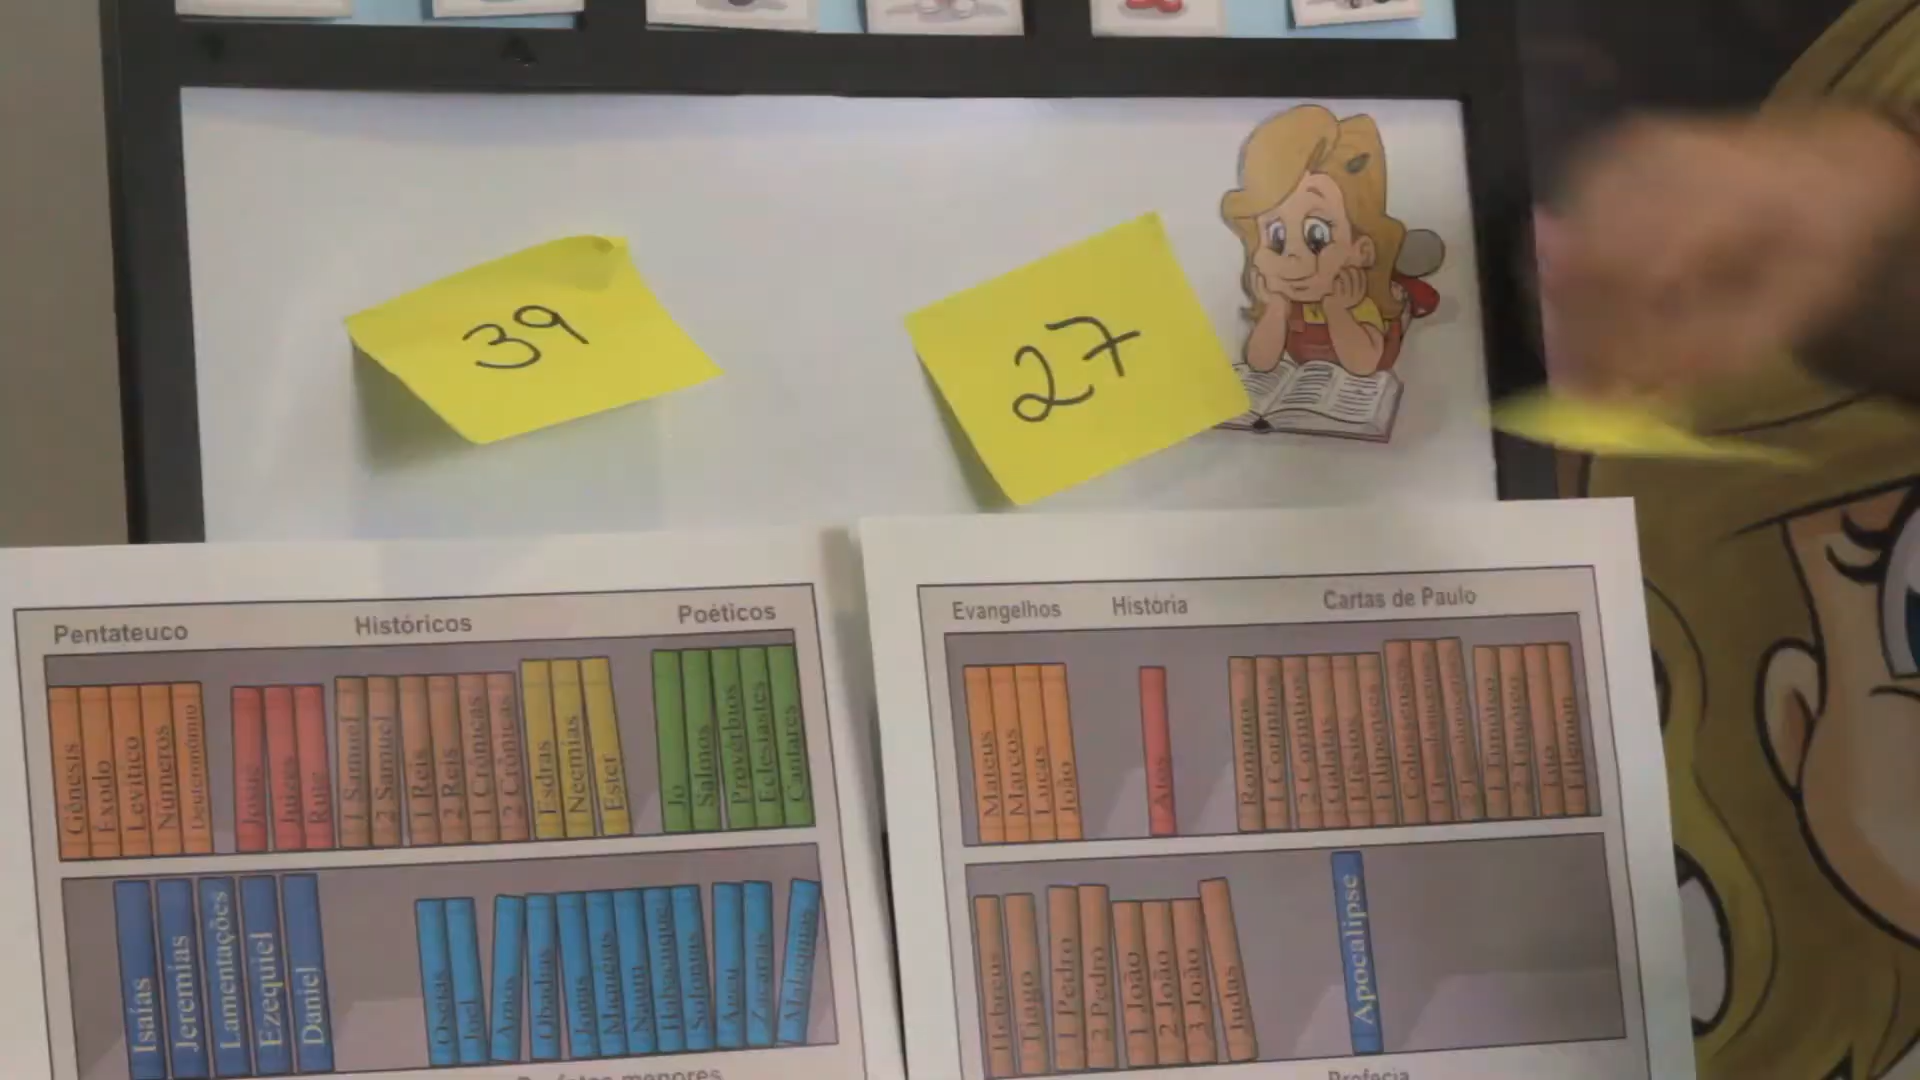 39
27
Pentateuco
Históricos
Poéticos
Gênesis
Êxodo
Levítico
Números
Deuteronômio
Josué
Juízes
Rute
1 Samuel
2 Samuel
1 Reis
2 Reis
1 Crônicas
2 Crônicas
Esdras
Neemias
Ester
Jó
Salmos
Provérbios
Eclesiastes
Cantares
Isaías
Jeremias
Lamentações
Ezequiel
Daniel
Oséias
Joel
Amós
Obadias
Jonas
Miquéias
Naum
Habacuque
Sofonias
Ageu
Zacarias
Malaquias
Profetas menores
Evangelhos
História
Cartas de Paulo
Mateus
Marcos
Lucas
João
Atos
Romanos
1 Coríntios
2 Coríntios
Gálatas
Efésios
Filipenses
Colossenses
1 Timóteo
2 Timóteo
Tito
Filemon
Hebreus
Tiago
1 Pedro
2 Pedro
1 João
2 João
3 João
Judas
Apocalipse
Profecia